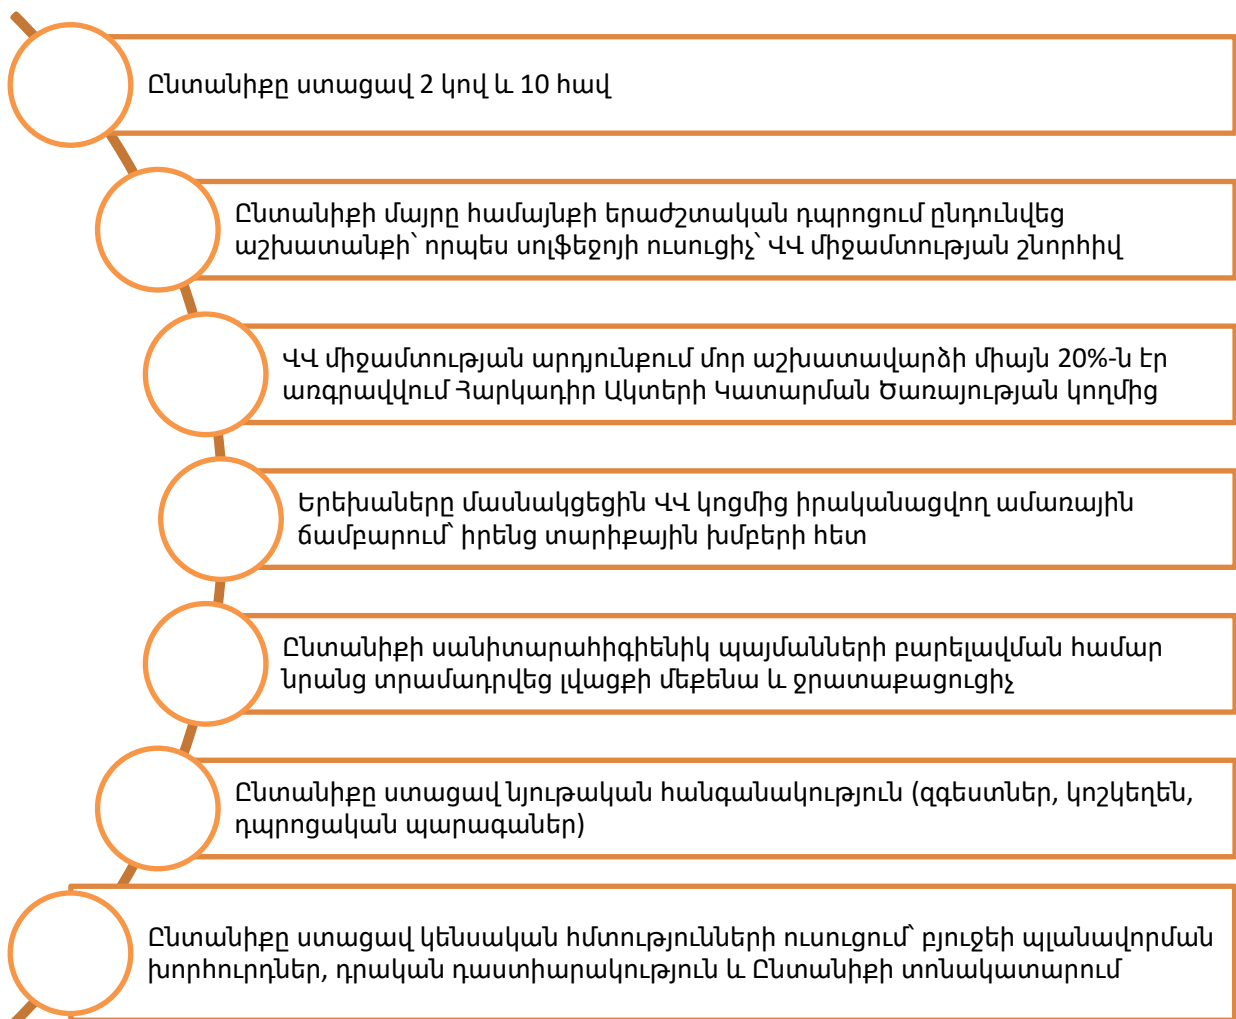 Ընտանիքը ստացավ 2 կով և 10 հավ
Ընտանիքի մայրը համայնքի երաժշտական դպրոցում ընդունվեց
աշխատանքի՝ որպես սոլֆեջոյի ուսուցիչ՝ ՎՎ միջամտության շնորհիվ
ՎՎ միջամտության արդյունքում մոր աշխատավարձի միայն 20%-ն էր
առգրավվում Հարկադիր Ակտերի Կատարման Ծառայության կողմից
Երեխաները մասնակցեցին ՎՎ կոցմից իրականացվող ամառային
ճամբարում՝ իրենց տարիքային խմբերի հետ
Ընտանիքի սանիտարահիգիենիկ պայմանների բարելավման համար
նրանց տրամադրվեց լվացքի մեքենա և ջրատաքացուցիչ
Ընտանիքը ստացավ նյութական հանգանակություն (զգեստներ, կոշկեղեն,
դպրոցական պարագաներ)
Ընտանիքը ստացավ կենսական հմտությունների ուսուցում՝ բյուջեի պլանավորման
խորհուրդներ, դրական դաստիարակություն և Ընտանիքի տոնակատարում